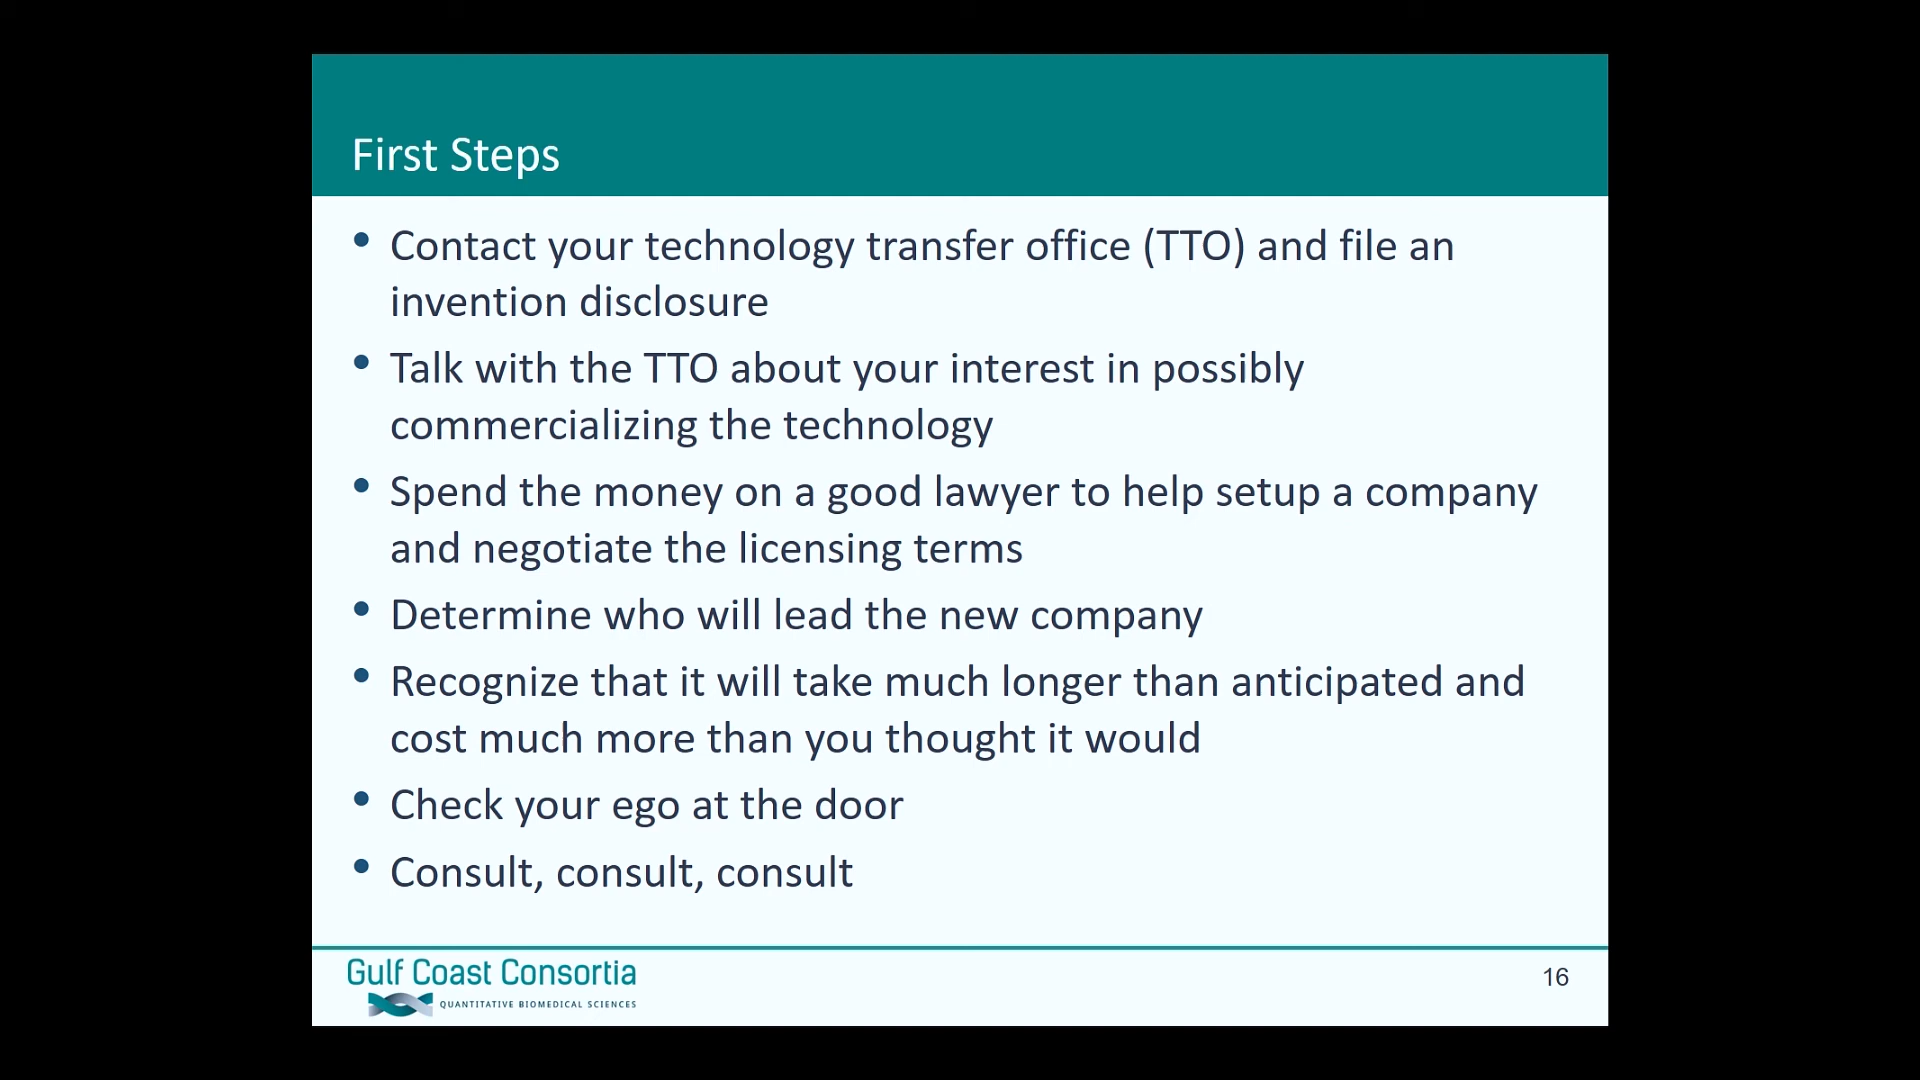 First Steps
• Contact your technology transfer office (TTO) and file an
invention disclosure
• Talk with the TTO about your interest in possibly
commercializing the technology
• Spend the money on a good lawyer to help setup a company
and negotiate the licensing terms
• Determine who will lead the new company
• Recognize that it will take much longer than anticipated and
cost much more than you thought it would
• Check your ego at the door
• Consult, consult, consult
Gulf Coast Consortia
QUANTITATIVE BIOMEDICAL SCIENCES
16